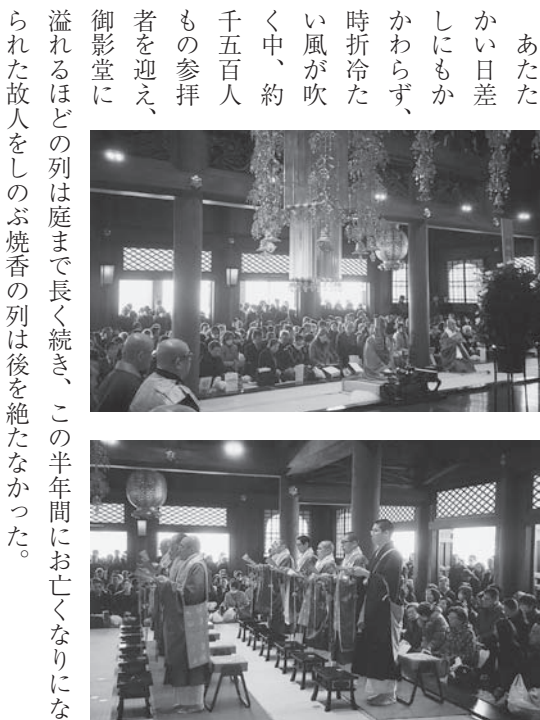 あたた
かい日差
しにもか
かわらず、
時折冷た
い風が吹
く中、約
千五百人
もの参拝
者を迎え、
御影堂に
溢れるほどの列は庭まで長く続き、この半年間にお亡くなりにな
られた故人をしのぶ焼香の列は後を絶たなかった。